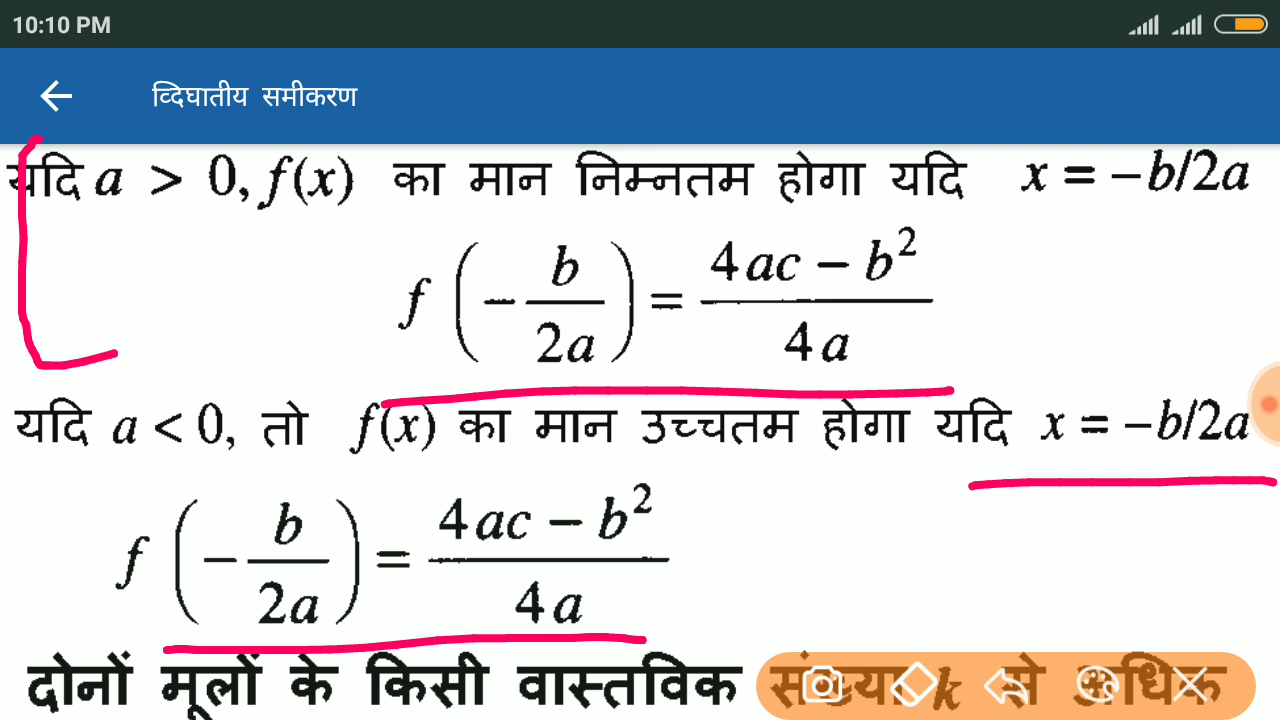 10:10 PM
व्दिघातीय समीकरण
यदि a > 0, f(x) का मान निम्नतम होगा यदि x = −b/2a
f (− b/2a) = (4ac − b²)/4a
यदि a < 0, तो f(x) का मान उच्चतम होगा यदि x = −b/2a
f (− b/2a) = (4ac − b²)/4a
दोनों मूलों के किसी वास्तविक संख्या k से अधिक